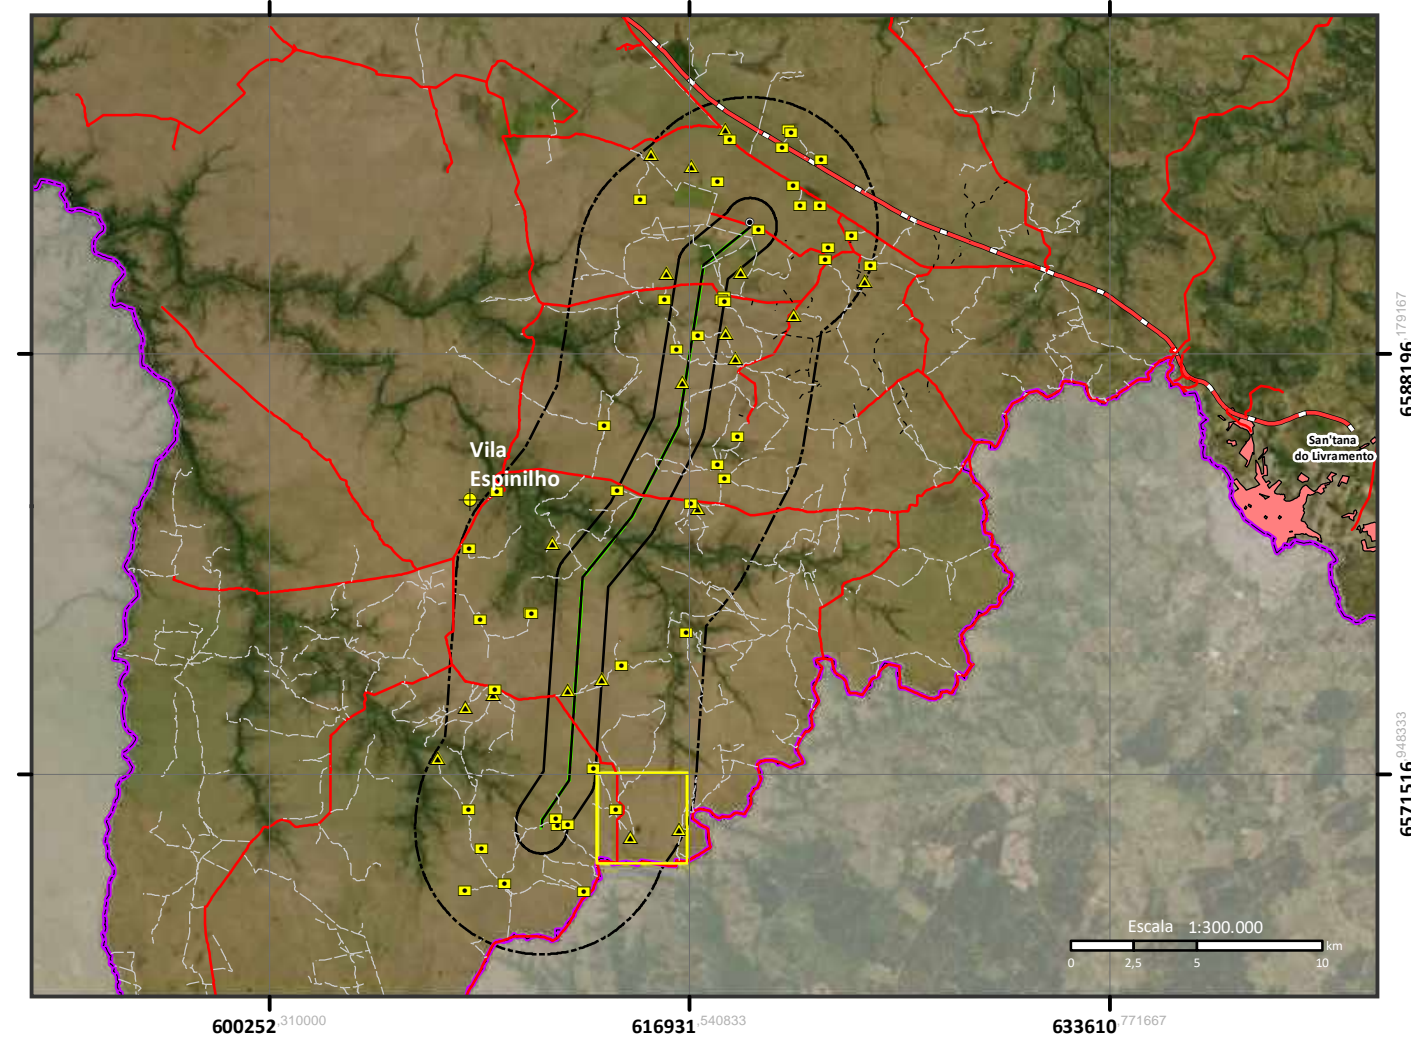 Vila
Espinilho
San'tana
do Livramento
Escala 1:300.000
km
0 2,5 5 10
6588196,179167
6571516,948333
600252,310000
616931,540833
633610,771667